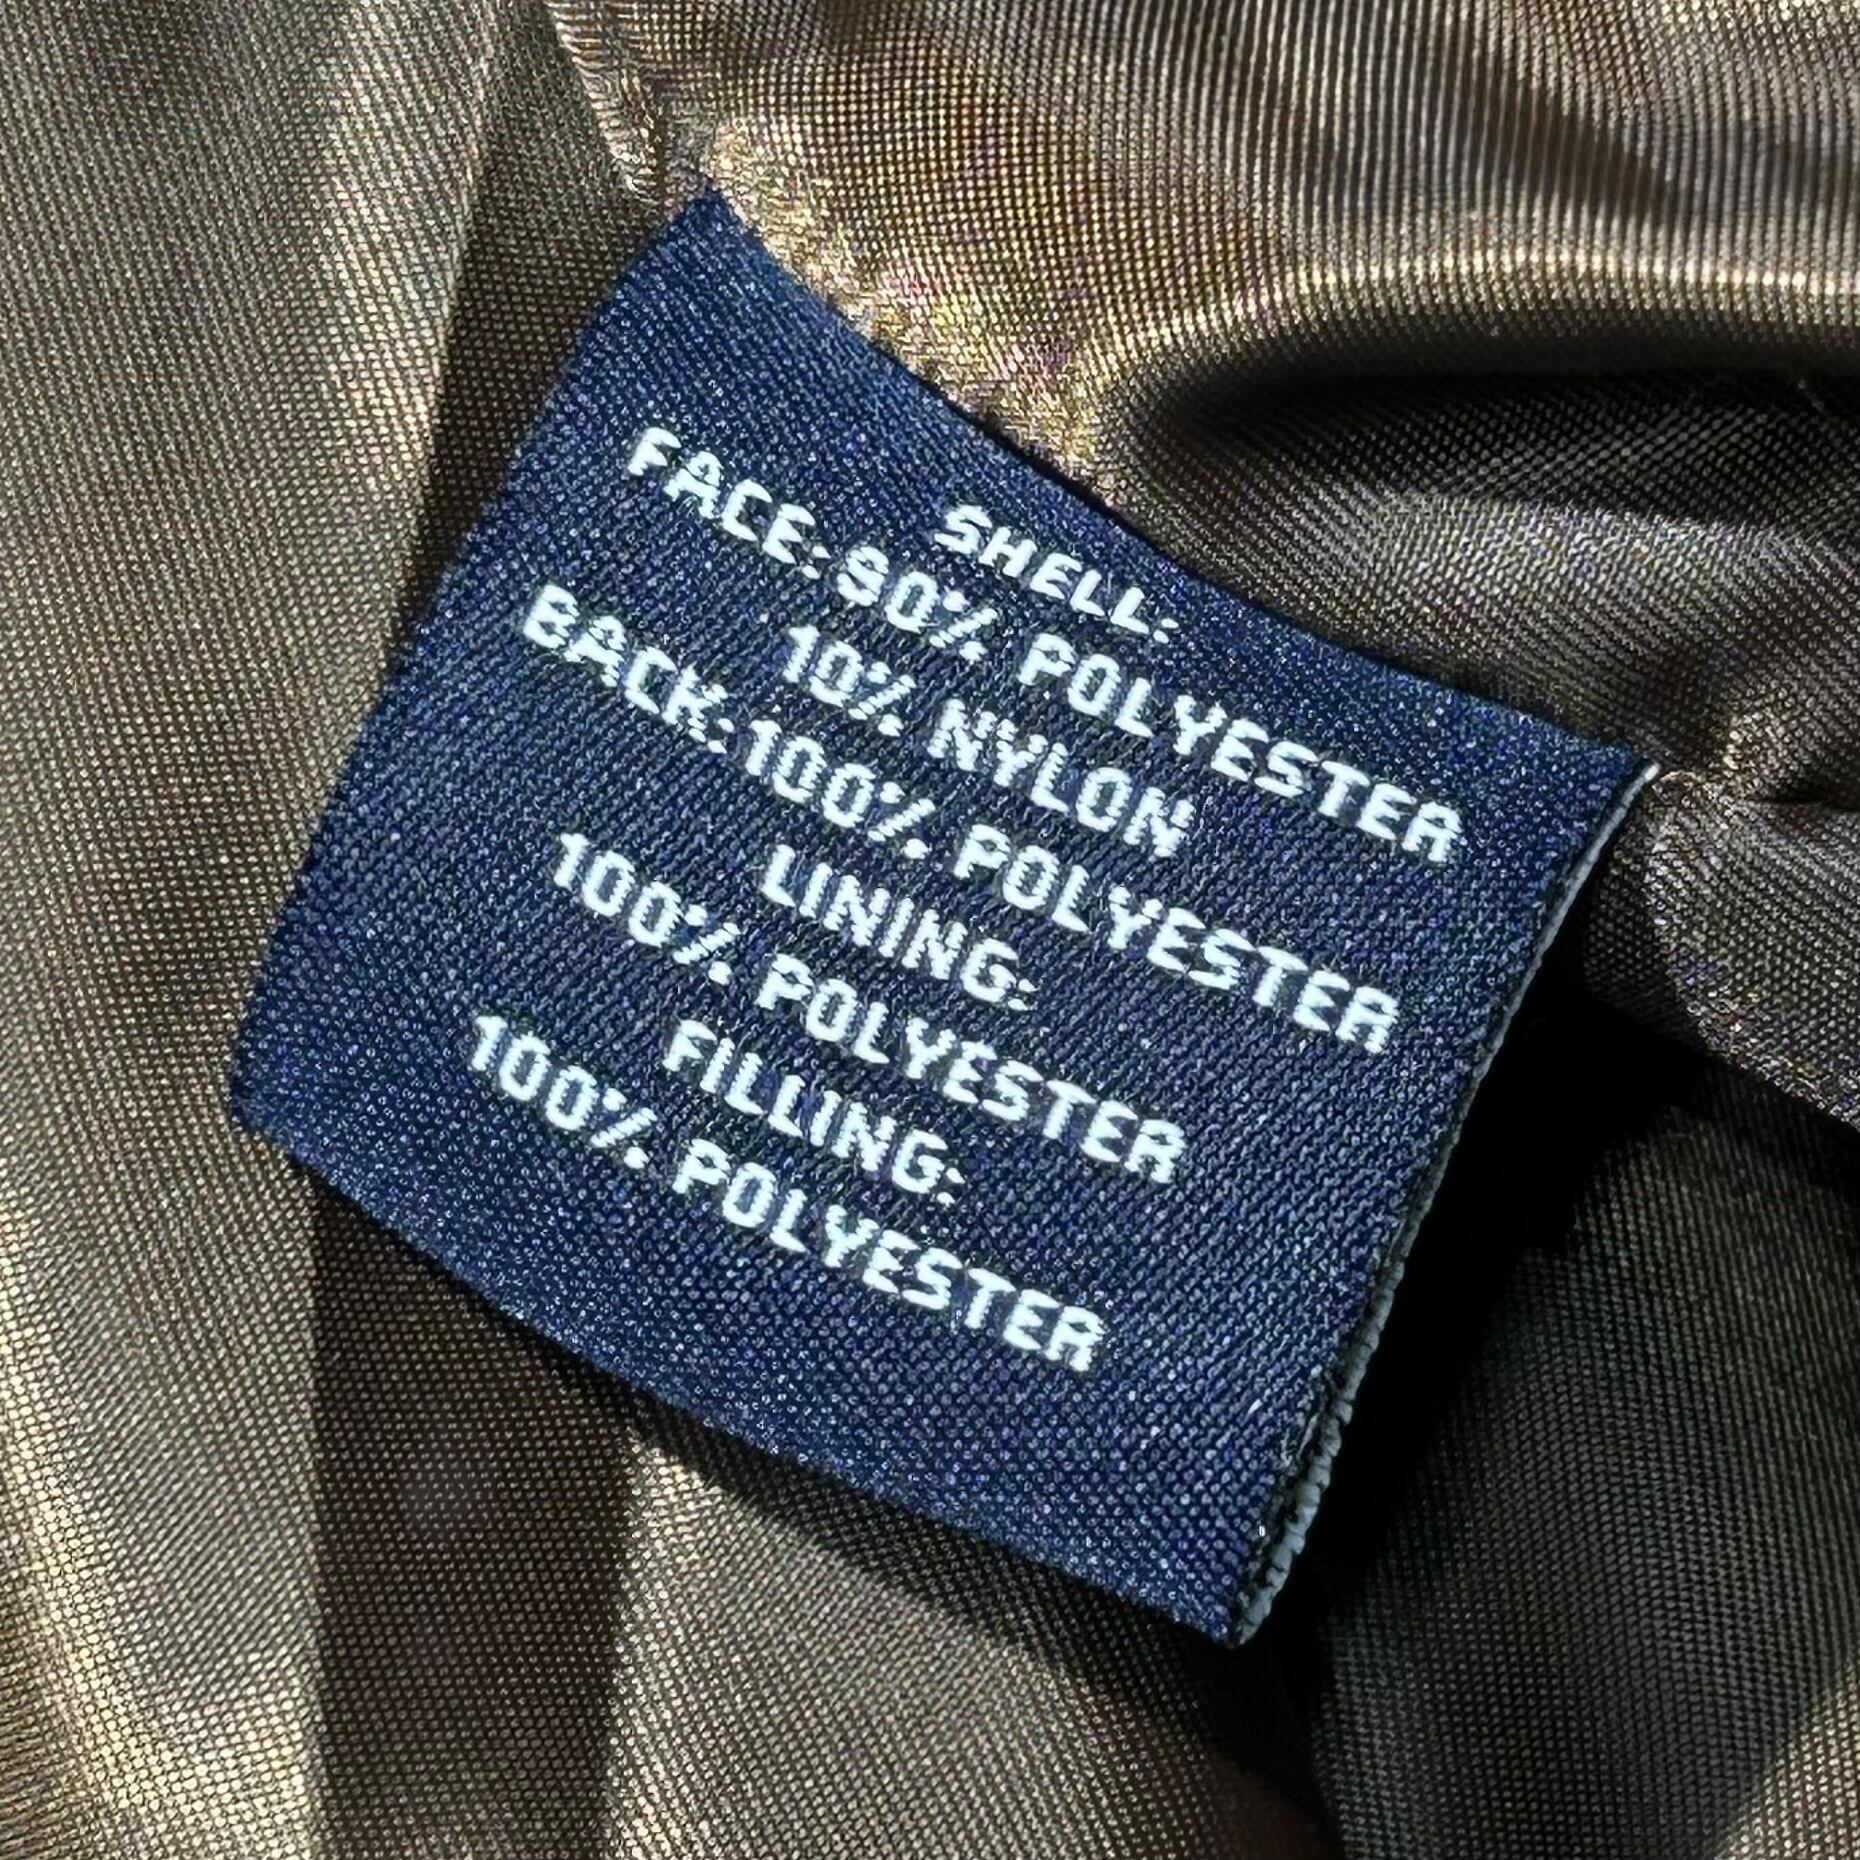 SHELL:
FACE: 90% POLYESTER
10% NYLON
BACK: 100% POLYESTER
LINING:
100% POLYESTER
FILLING:
100% POLYESTER